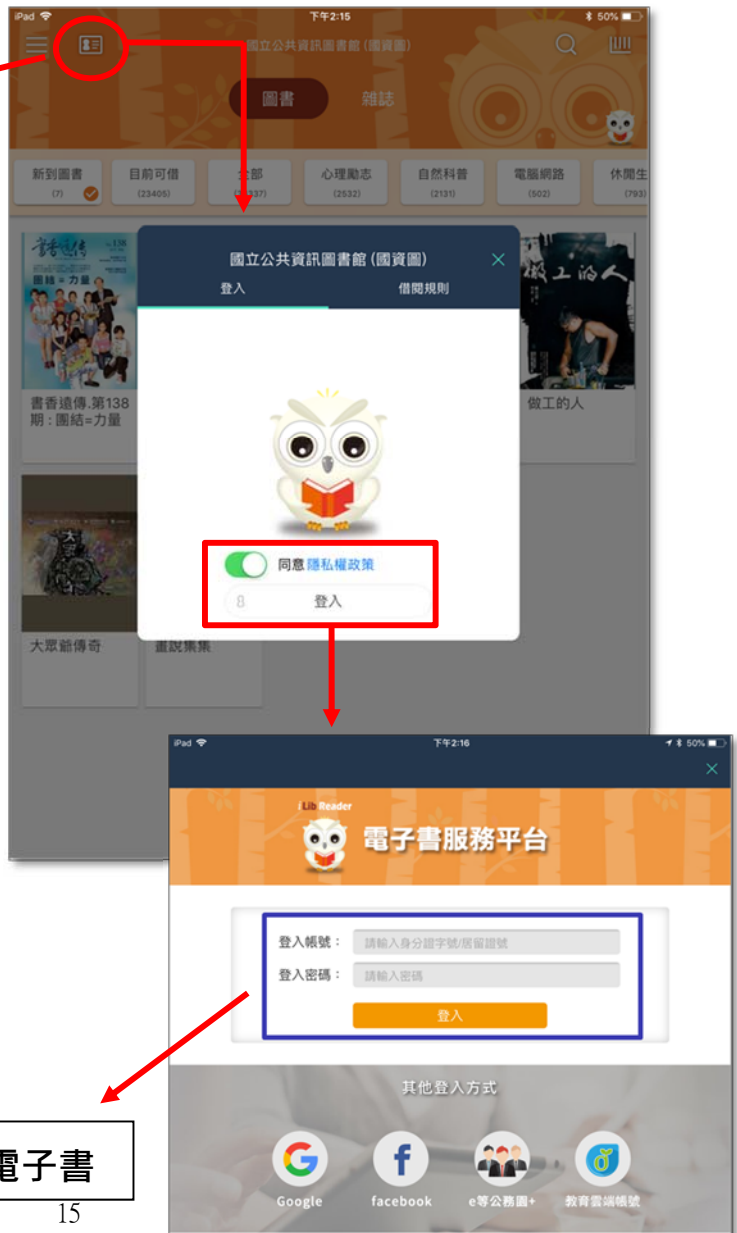 iPad 下午2:15 50%
國立公共資訊圖書館 (國資圖)
圖書 雜誌
新到圖書 目前可借 全部 心理勵志 自然科普 電腦網路 休閒生
(7) (23405) (2532) (2131) (502) (793)
書香遠傳 138
團結=力量
做工的人
國立公共資訊圖書館 (國資圖)
登入 借閱規則
書香遠傳.第138
期 : 團結=力量
做工的人
同意隱私權政策
登入
大眾爺傳奇 畫說集集
iPad 下午2:16 50%
iLib Reader
電子書服務平台
登入帳號： 請輸入身分證字號/居留證號
登入密碼： 請輸入密碼
登入
其他登入方式
Google facebook e等公務園+ 教育雲端帳號
電子書
15